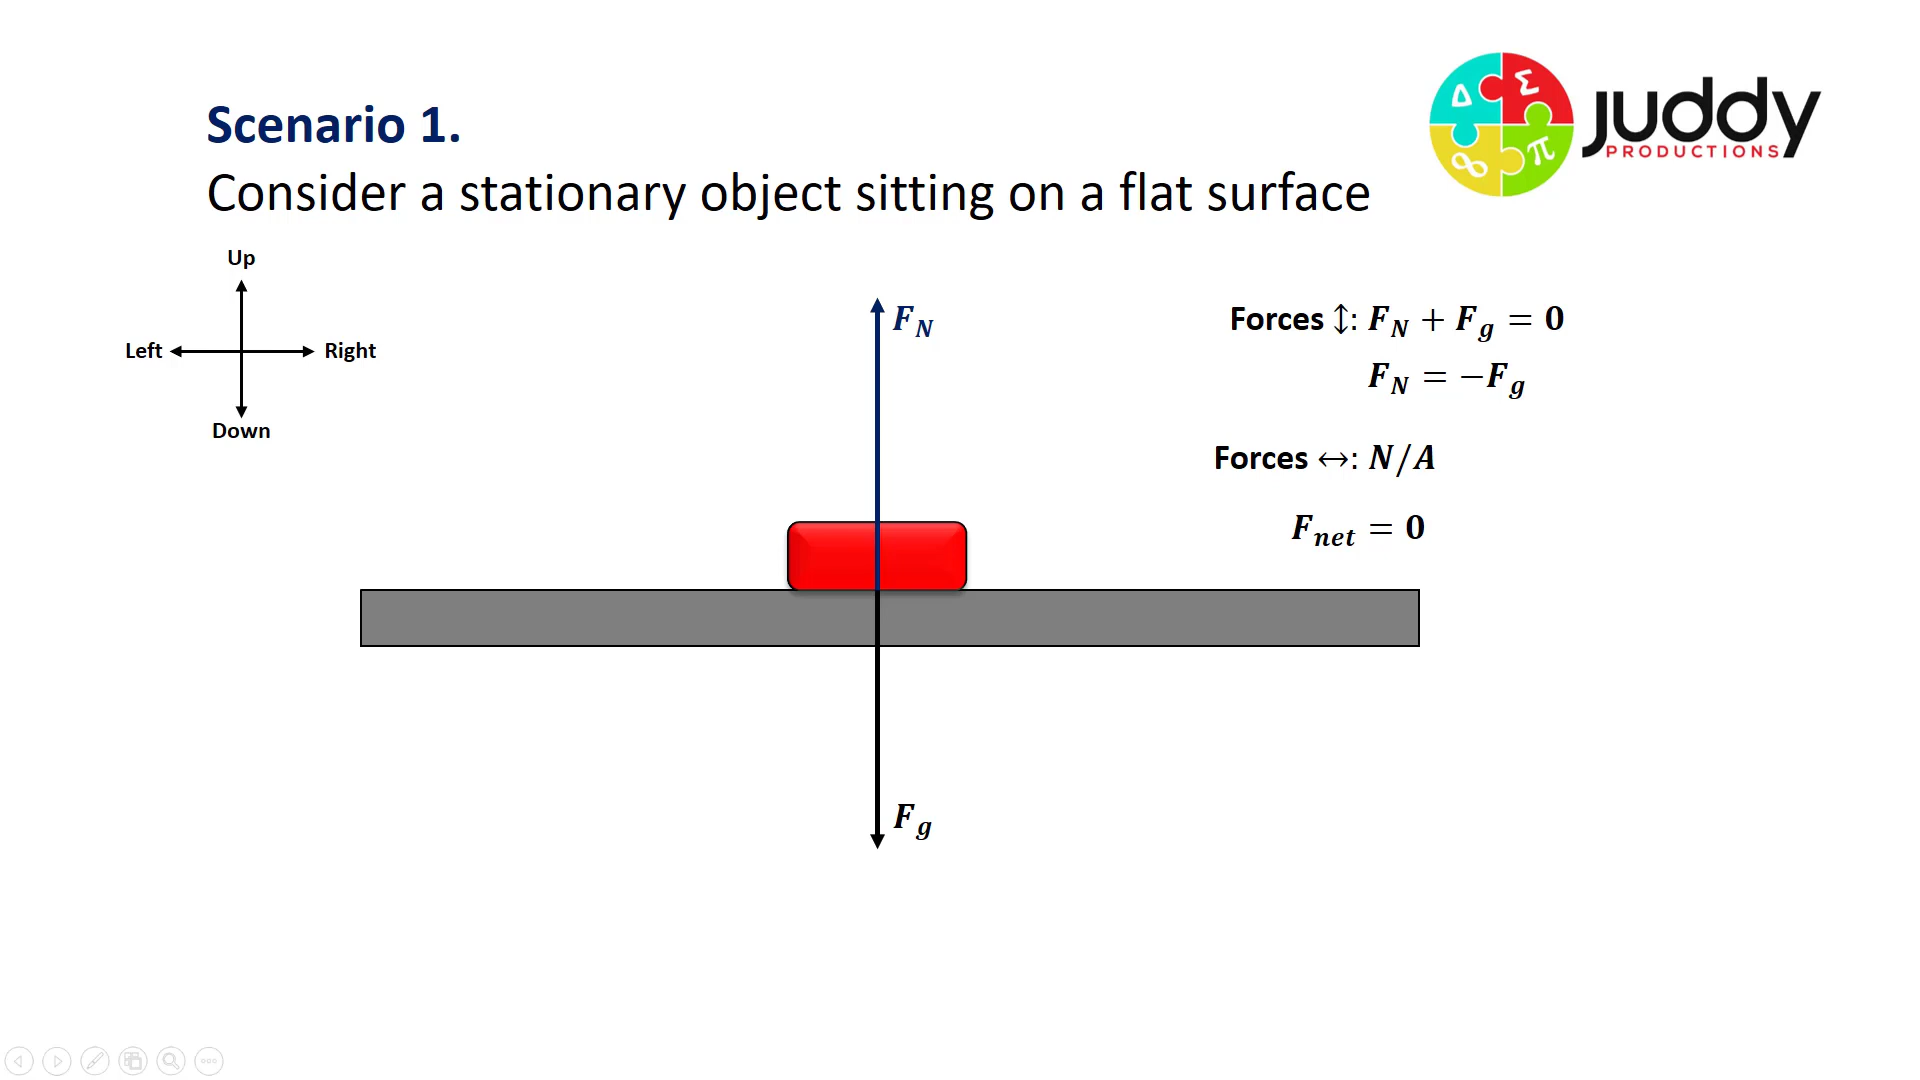 Scenario 1.
Consider a stationary object sitting on a flat surface
Δ Σ
∞ π
Juddy
PRODUCTIONS
Up
Left Right
Down
F_N
F_g
Forces ↕: F_N + F_g = 0
F_N = −F_g
Forces ↔: N/A
F_net = 0